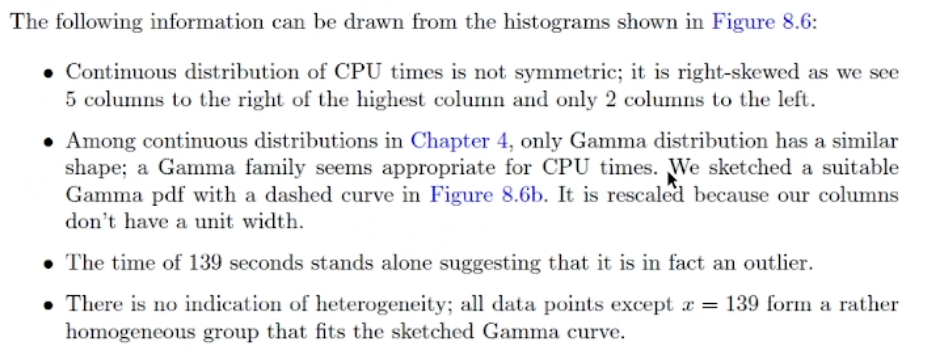 The following information can be drawn from the histograms shown in Figure 8.6:
• Continuous distribution of CPU times is not symmetric; it is right-skewed as we see
5 columns to the right of the highest column and only 2 columns to the left.
• Among continuous distributions in Chapter 4, only Gamma distribution has a similar
shape; a Gamma family seems appropriate for CPU times. We sketched a suitable
Gamma pdf with a dashed curve in Figure 8.6b. It is rescaled because our columns
don't have a unit width.
• The time of 139 seconds stands alone suggesting that it is in fact an outlier.
• There is no indication of heterogeneity; all data points except x = 139 form a rather
homogeneous group that fits the sketched Gamma curve.